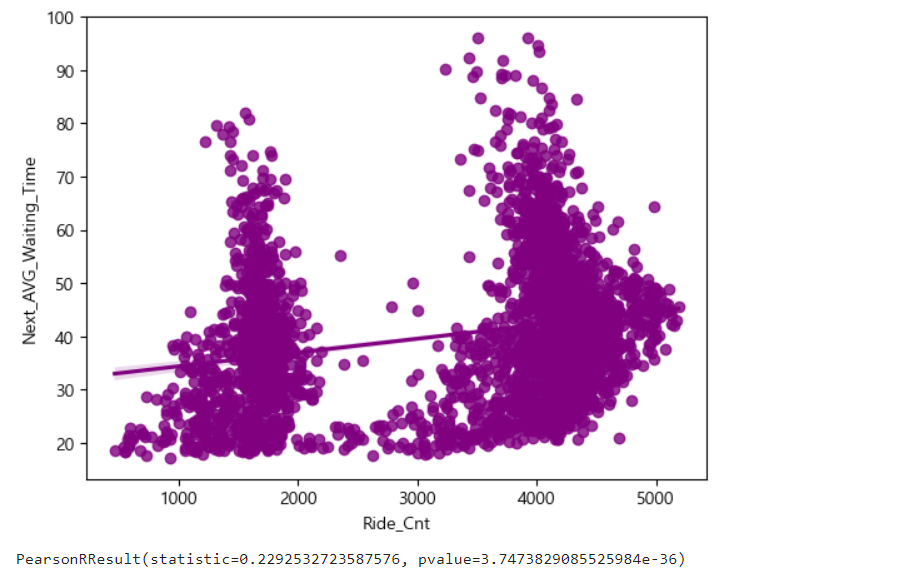 100
90
80
70
60
50
40
30
20
Next_AVG_Waiting_Time
1000 2000 3000 4000 5000
Ride_Cnt
PearsonRResult(statistic=0.2292532723587576, pvalue=3.7473829085525984e-36)